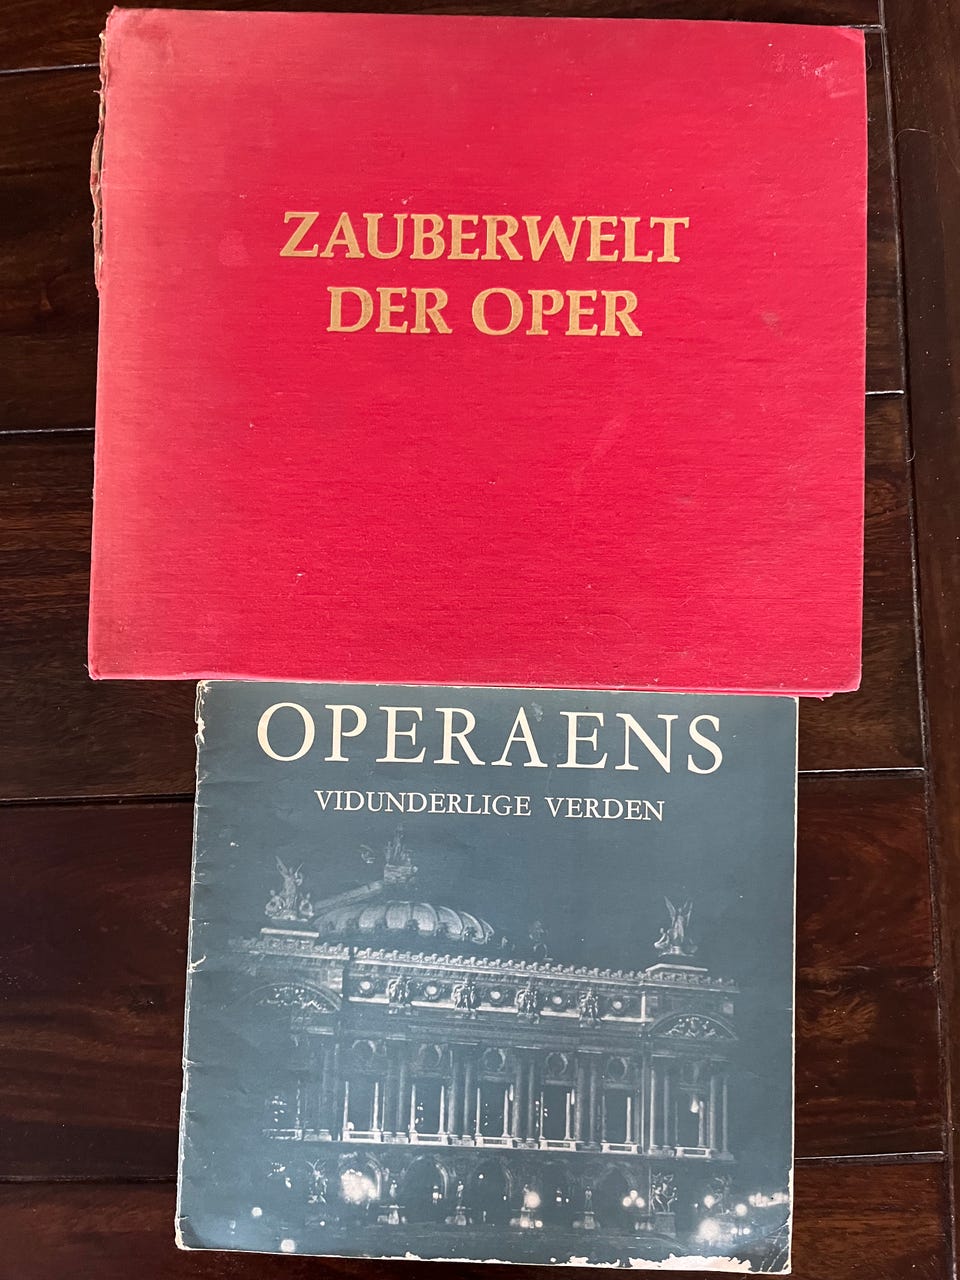 ZAUBERWELT
DER OPER
OPERAENS
VIDUNDERLIGE VERDEN